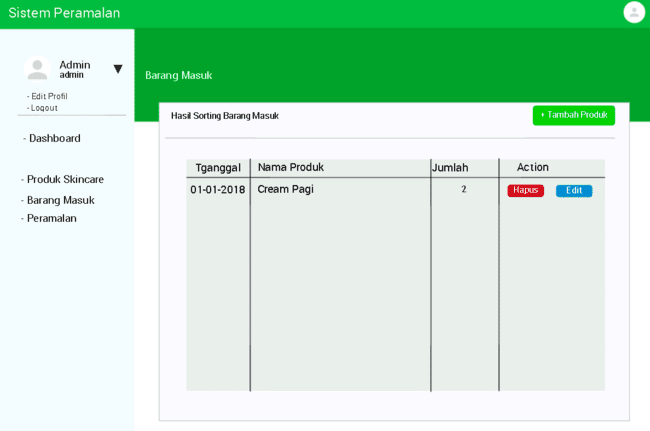 Sistem Peramalan
Admin
admin
- Edit Profil
- Logout
- Dashboard
- Produk Skincare
- Barang Masuk
- Peramalan
Barang Masuk
Hasil Sorting Barang Masuk
+ Tambah Produk
Tganggal Nama Produk Jumlah Action
01-01-2018 Cream Pagi 2 Hapus Edit